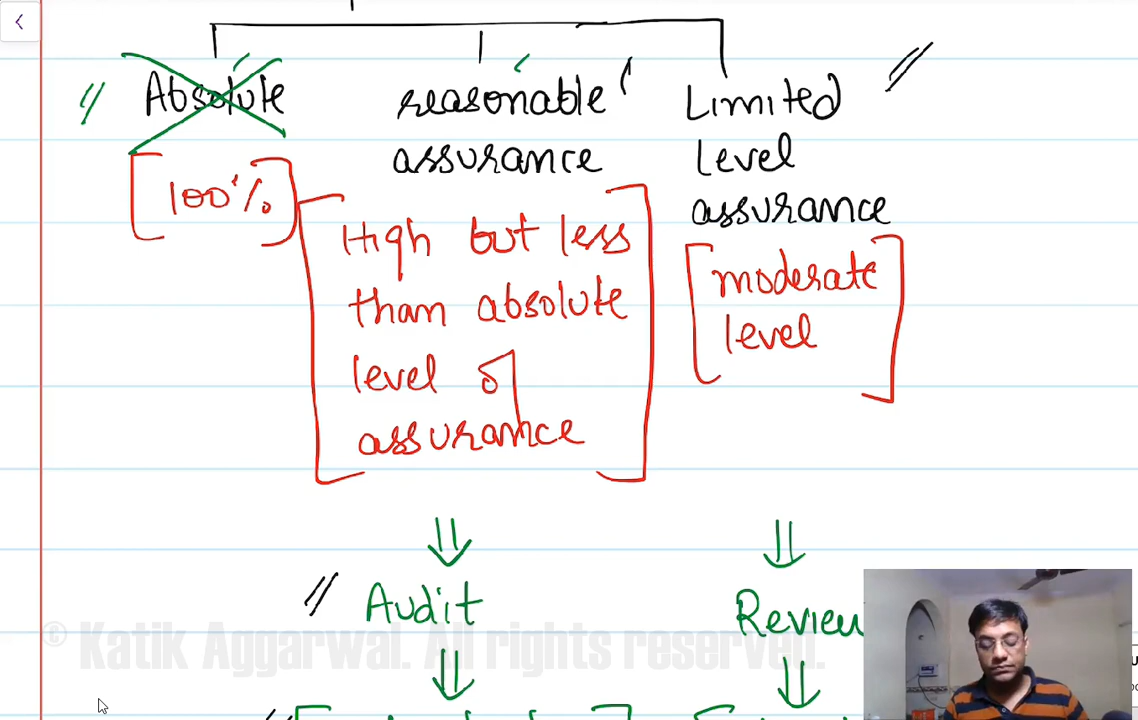 Absolute reasonable Limited
assurance Level
assurance
[100%]
High but less
than absolute
level of
assurance
moderate
level
Audit Review
© Katik Aggarwal. All rights reserved.